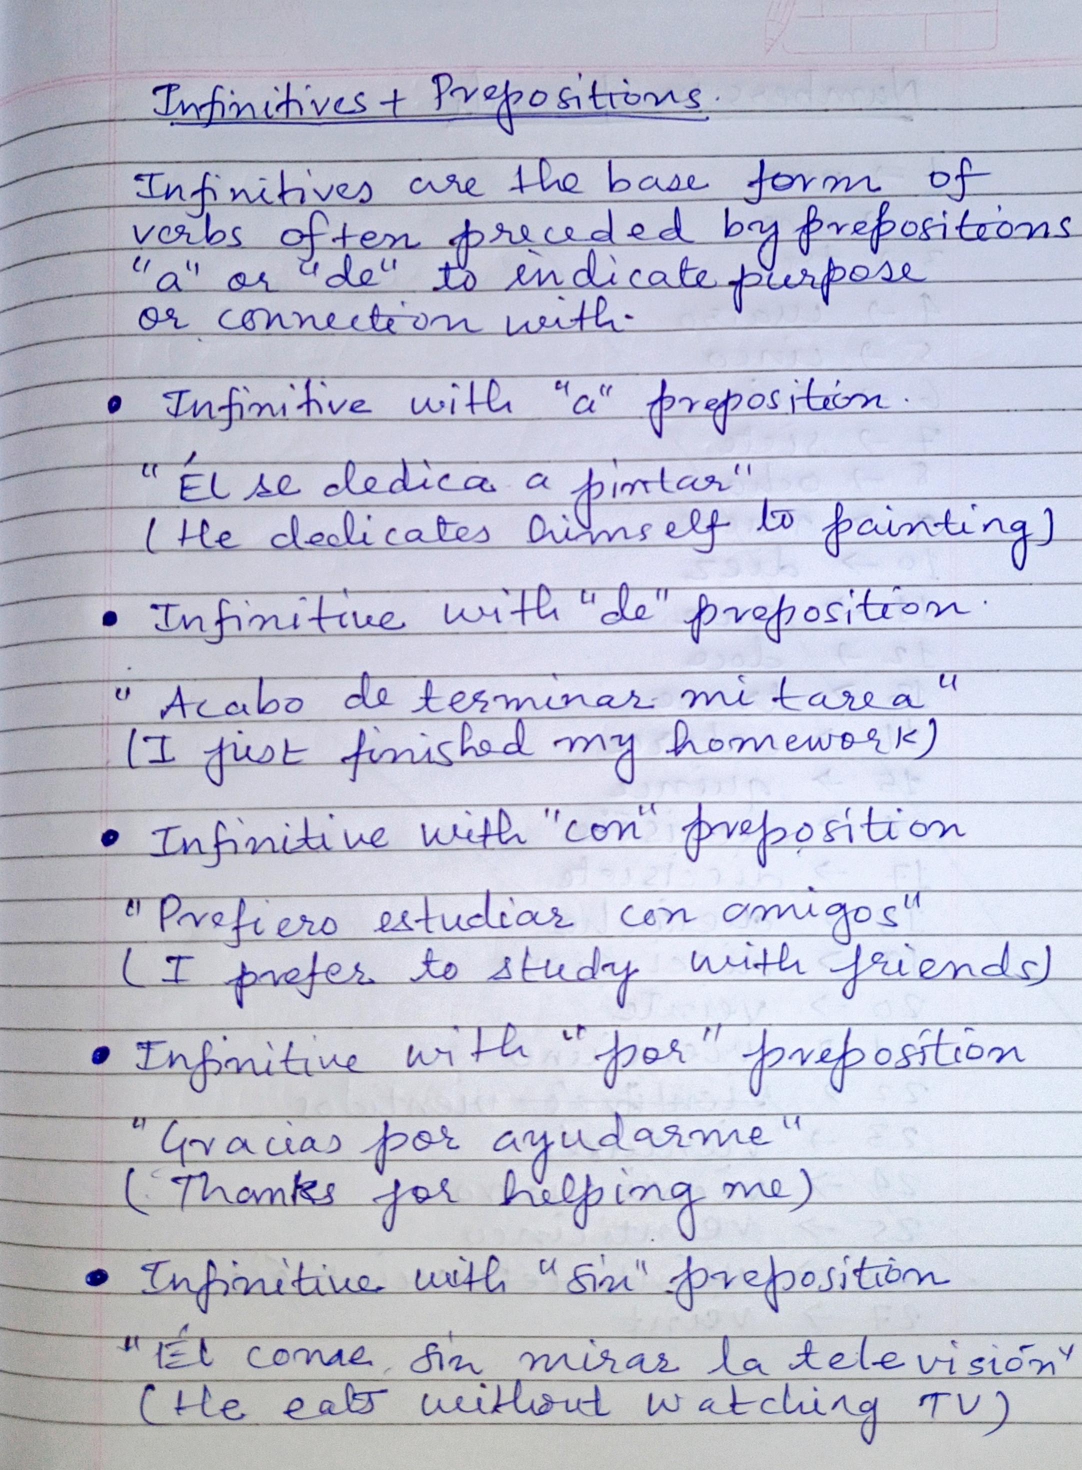 Infinitives + Prepositions.
Infinitives are the base form of
verbs often preceded by prepositions
"a" or "de" to indicate purpose
or connection with.
• Infinitive with "a" preposition.
"Él se dedica a pintar"
(He dedicates himself to painting)
• Infinitive with "de" preposition.
"Acabo de terminar mi tarea"
(I just finished my homework)
• Infinitive with "con" preposition
"Prefiero estudiar con amigos"
(I prefer to study with friends)
• Infinitive with "por" preposition
"Gracias por ayudarme"
(Thanks for helping me)
• Infinitive with "sin" preposition
"Él come sin mirar la televisión"
(He eats without watching TV)